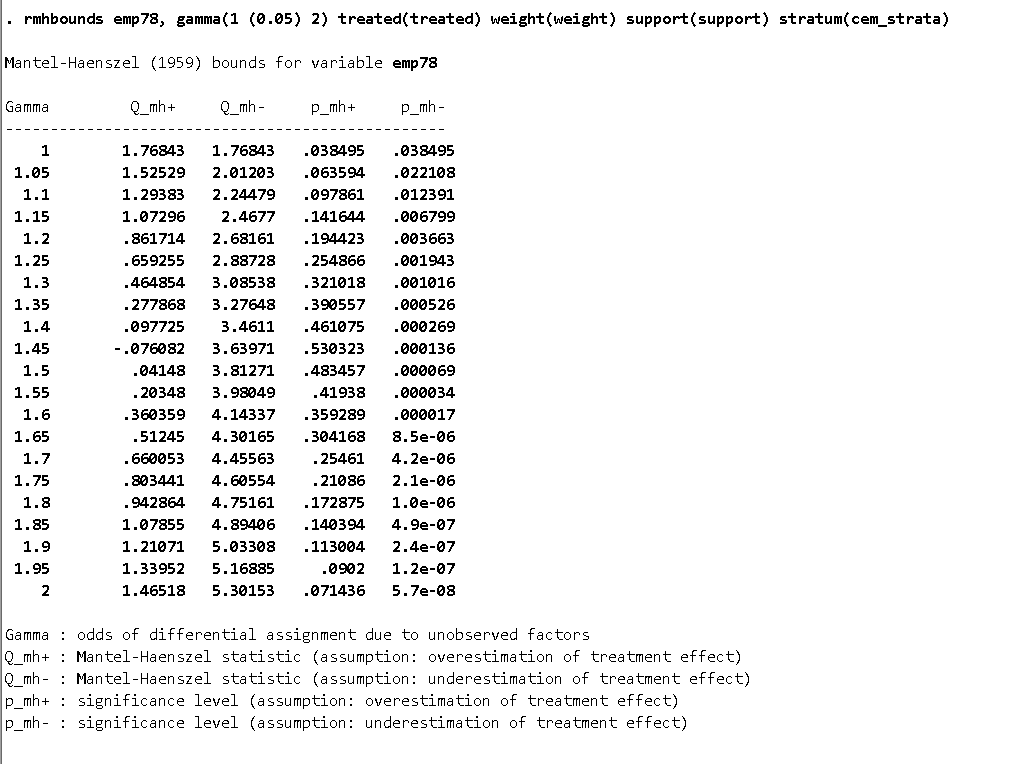 . rmhbounds emp78, gamma(1 (0.05) 2) treated(treated) weight(weight) support(support) stratum(cem_strata)
Mantel-Haenszel (1959) bounds for variable emp78
Gamma Q_mh+ Q_mh- p_mh+ p_mh-
-------------------------------------------------
1 1.76843 1.76843 .038495 .038495
1.05 1.52529 2.01203 .063594 .022108
1.1 1.29383 2.24479 .097861 .012391
1.15 1.07296 2.4677 .141644 .006799
1.2 .861714 2.68161 .194423 .003663
1.25 .659255 2.88728 .254866 .001943
1.3 .464854 3.08538 .321018 .001016
1.35 .277868 3.27648 .390557 .000526
1.4 .097725 3.4611 .461075 .000269
1.45 -.076082 3.63971 .530323 .000136
1.5 .04148 3.81271 .483457 .000069
1.55 .20348 3.98049 .41938 .000034
1.6 .360359 4.14337 .359289 .000017
1.65 .51245 4.30165 .304168 8.5e-06
1.7 .660053 4.45563 .25461 4.2e-06
1.75 .803441 4.60554 .21086 2.1e-06
1.8 .942864 4.75161 .172875 1.0e-06
1.85 1.07855 4.89406 .140394 4.9e-07
1.9 1.21071 5.03308 .113004 2.4e-07
1.95 1.33952 5.16885 .0902 1.2e-07
2 1.46518 5.30153 .071436 5.7e-08
Gamma : odds of differential assignment due to unobserved factors
Q_mh+ : Mantel-Haenszel statistic (assumption: overestimation of treatment effect)
Q_mh- : Mantel-Haenszel statistic (assumption: underestimation of treatment effect)
p_mh+ : significance level (assumption: overestimation of treatment effect)
p_mh- : significance level (assumption: underestimation of treatment effect)